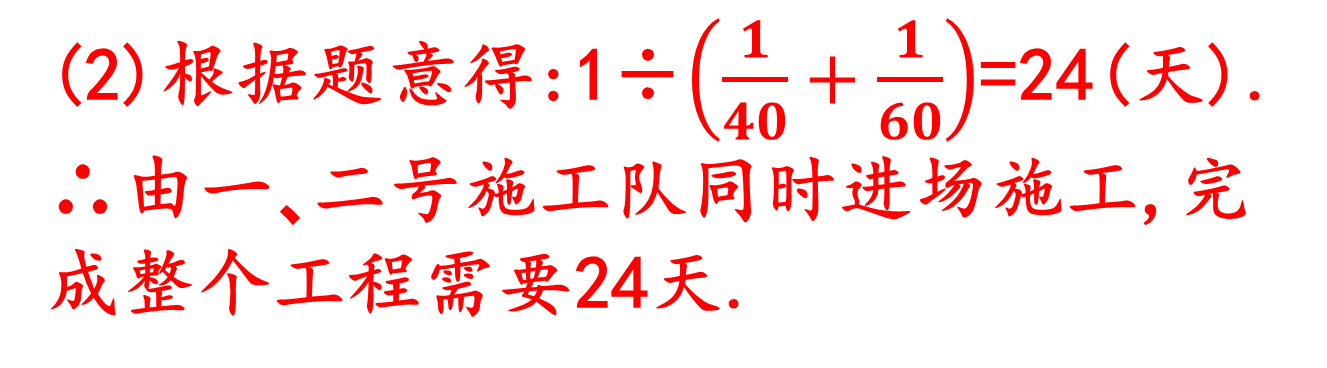 (2)根据题意得:1÷(1/40+1/60)=24(天).
∴由一、二号施工队同时进场施工,完
成整个工程需要24天.